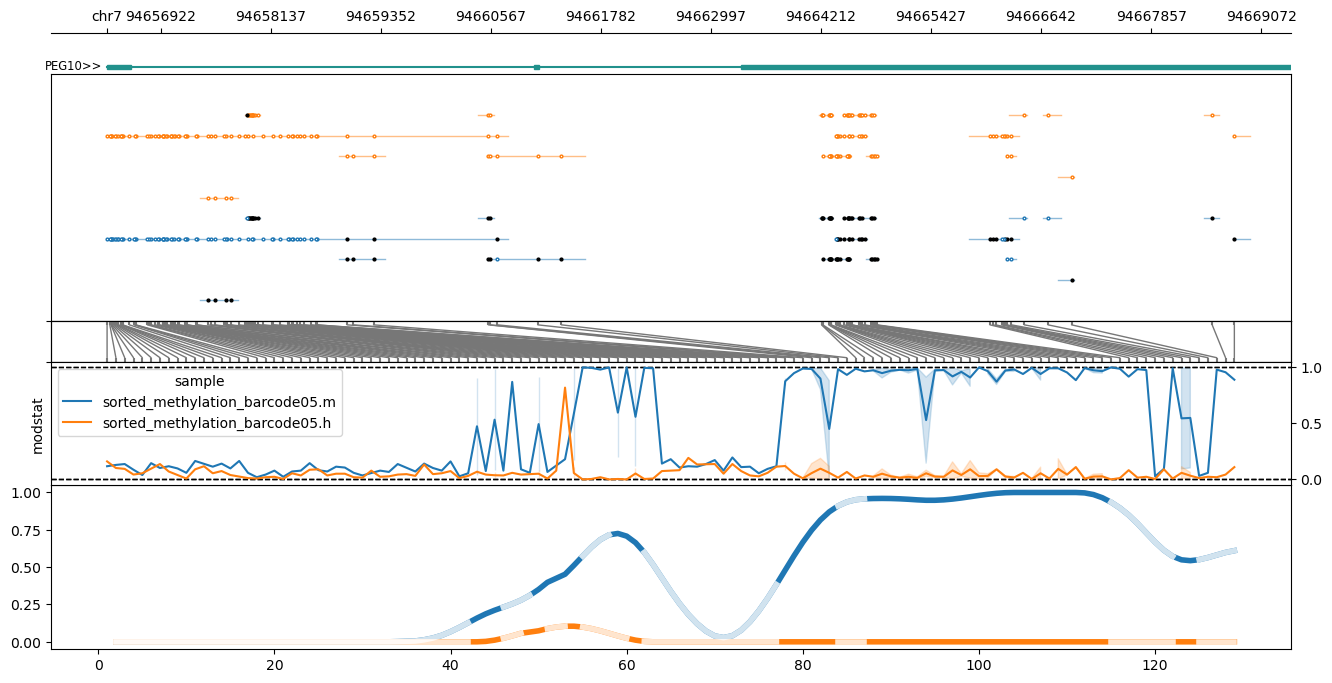 chr7 94656922 94658137 94659352 94660567 94661782 94662997 94664212 94665427 94666642 94667857 94669072
PEG10>>
sample
sorted_methylation_barcode05.m
sorted_methylation_barcode05.h
modstat
1.0
0.5
0.0
1.00
0.75
0.50
0.25
0.00
0 20 40 60 80 100 120